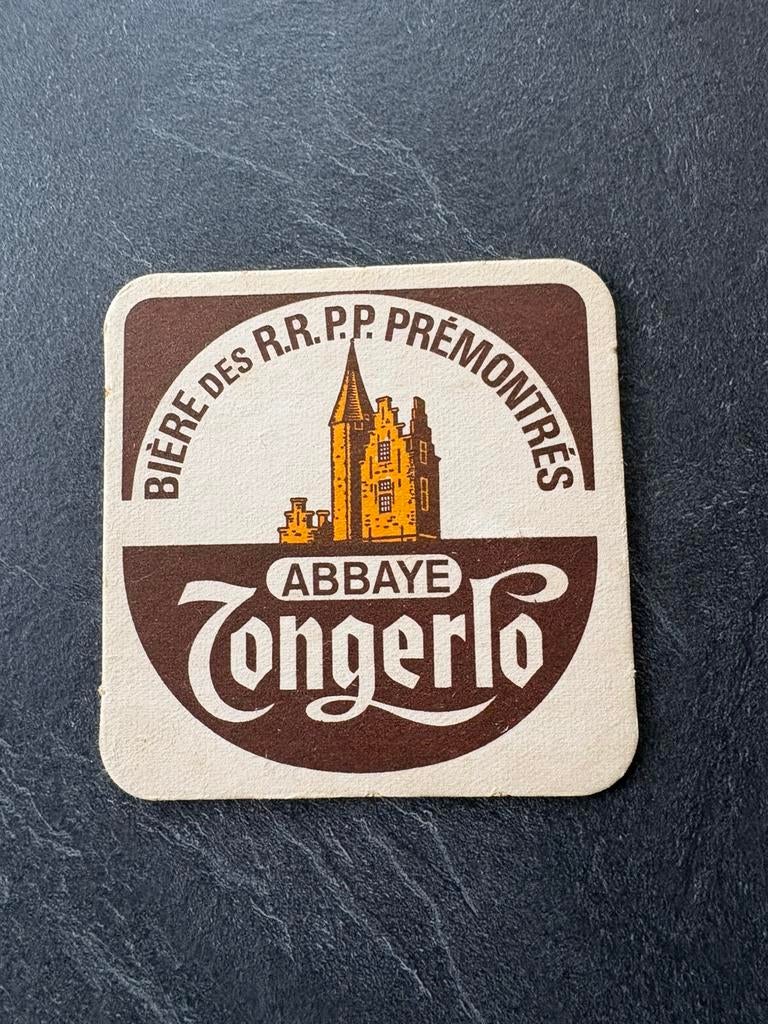 BIÈRE DES R.R. P.P. PRÉMONTRÉS
ABBAYE
Tongerlo